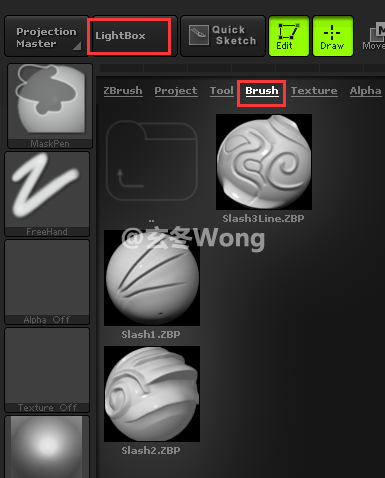 Projection
Master
LightBox
Quick
Sketch
Edit
Draw
Move
ZBrush Project Tool Brush Texture Alpha
MaskPen
FreeHand
Alpha Off
Texture Off
..
Slash3Line.ZBP
@玄冬Wong
Slash1.ZBP
Slash2.ZBP